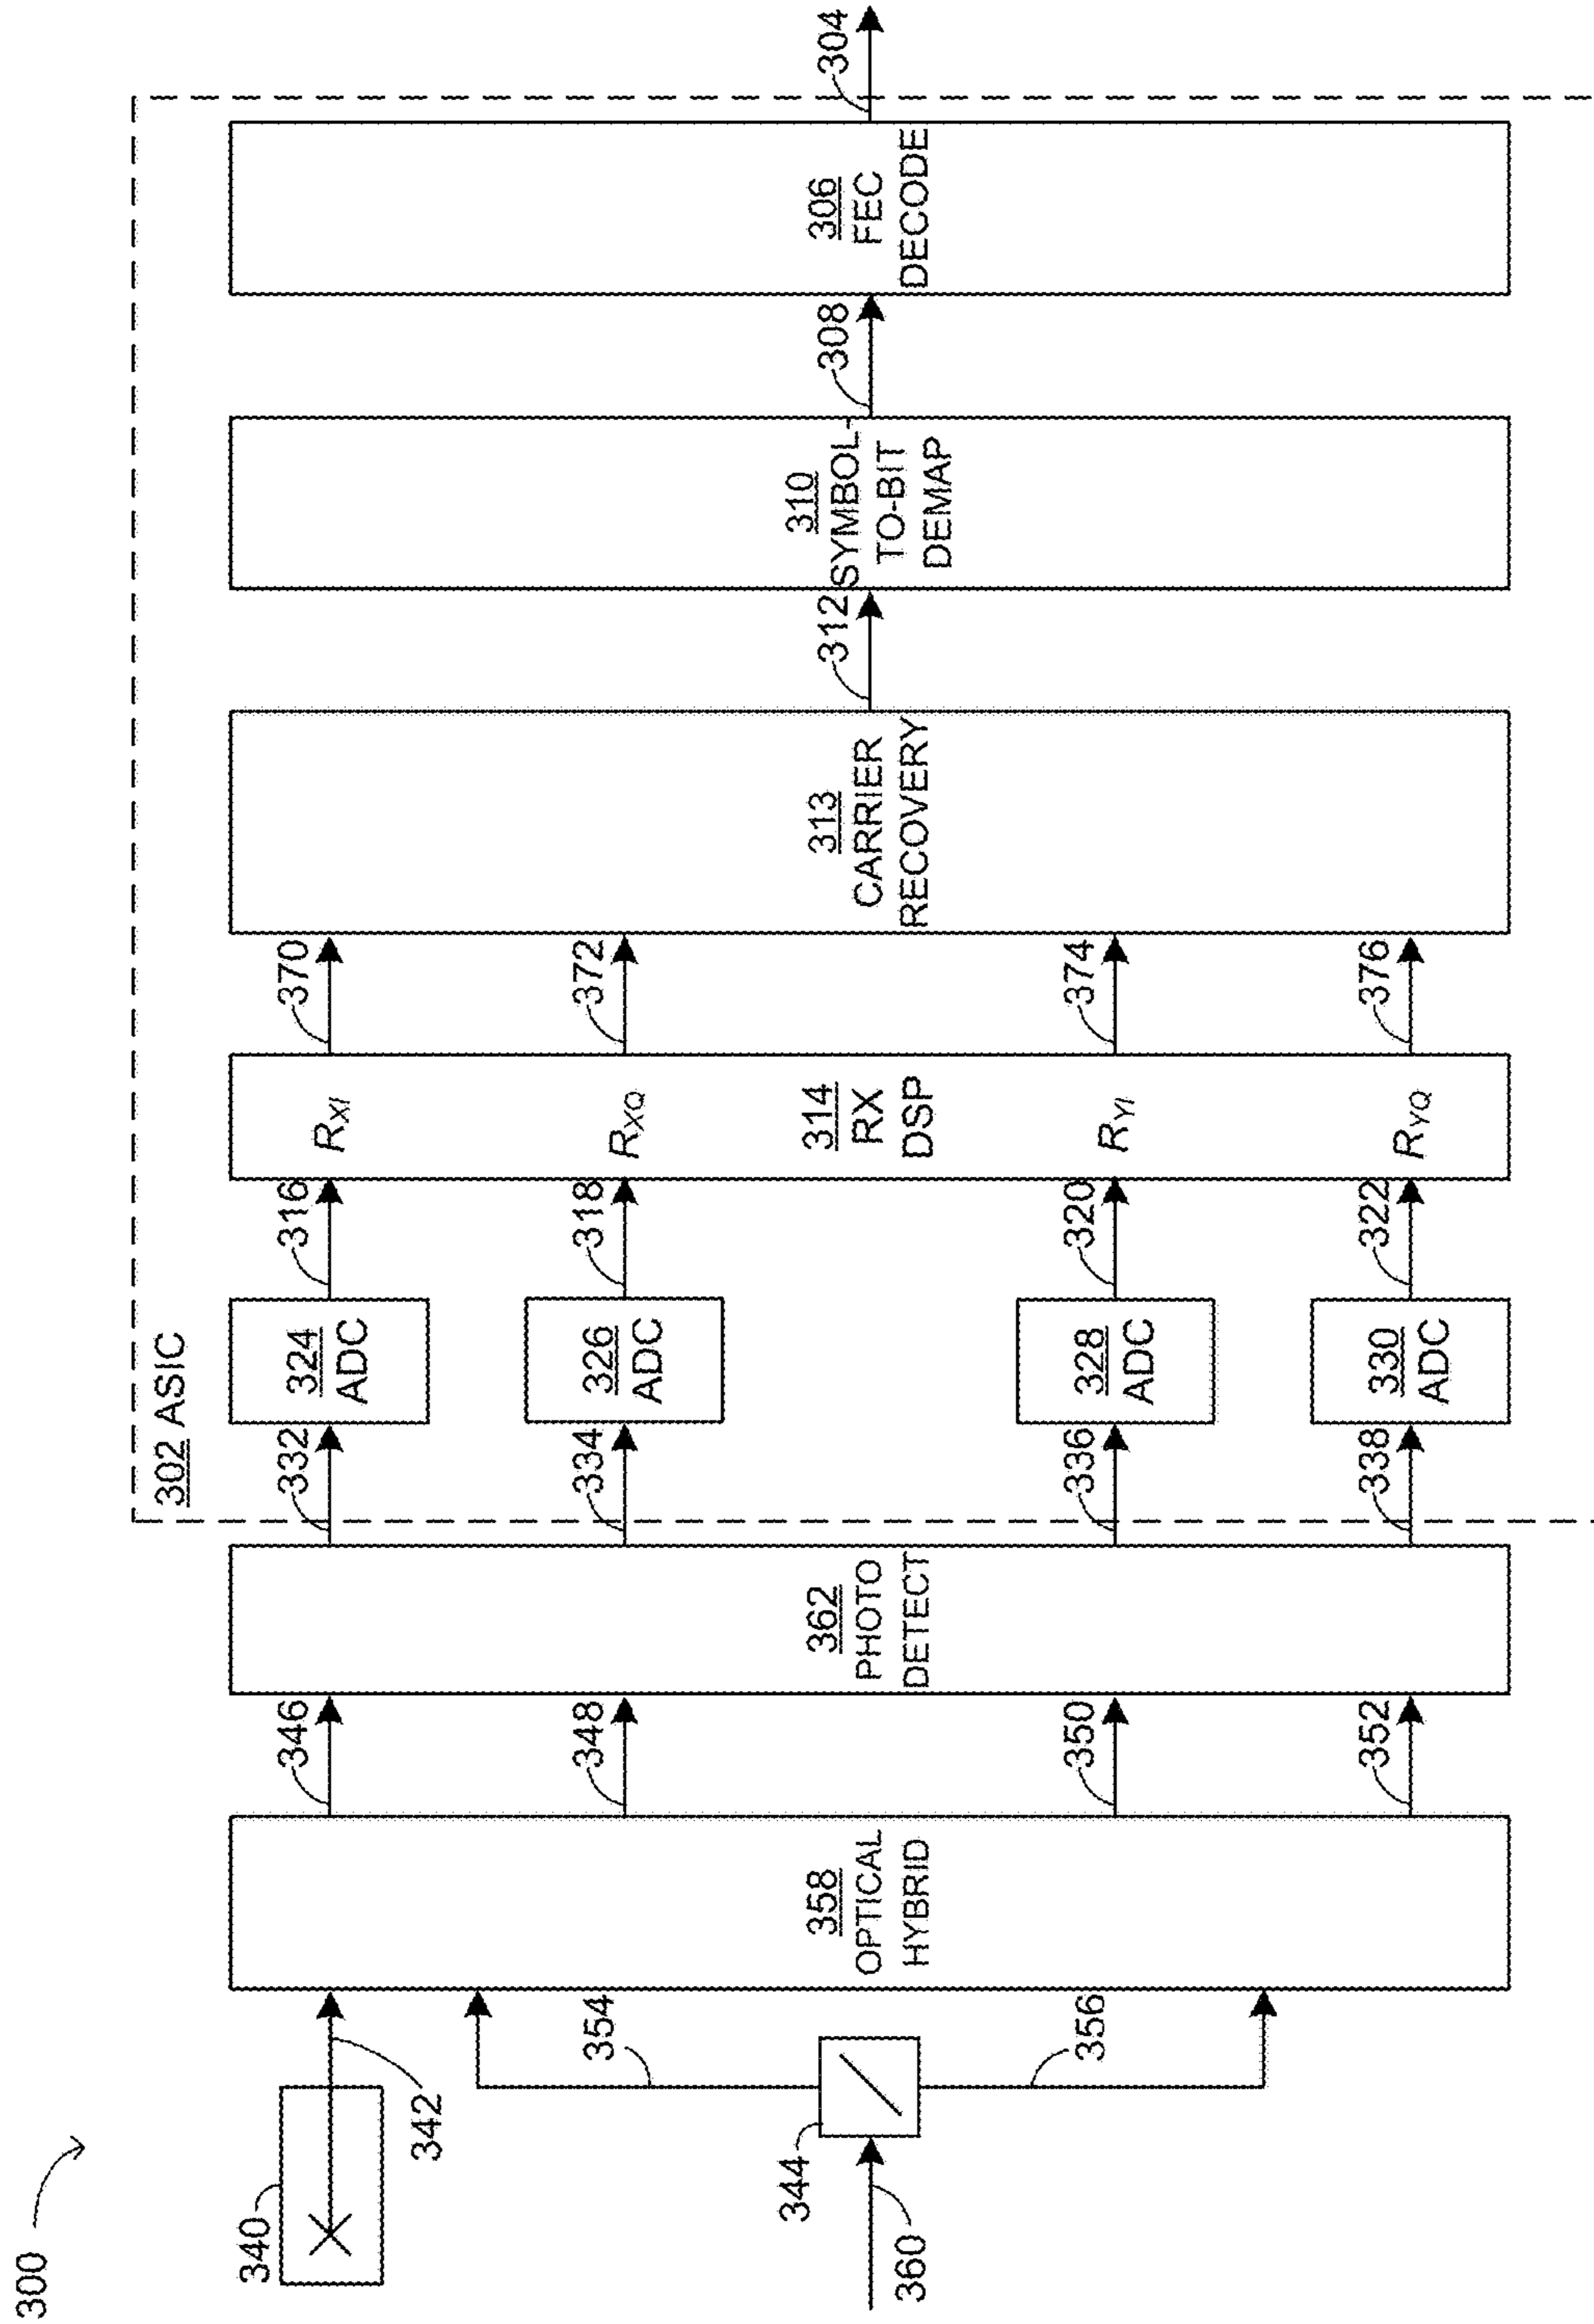 300
302 ASIC
340
342
344
360
354
356
358
OPTICAL
HYBRID
346
348
350
352
362
PHOTO
DETECT
332
334
336
338
324
ADC
326
ADC
328
ADC
330
ADC
316
318
320
322
RXI
RXQ
314
RX
DSP
RYI
RYQ
370
372
374
376
313
CARRIER
RECOVERY
312
310
SYMBOL-
TO-BIT
DEMAP
308
306
FEC
DECODE
304